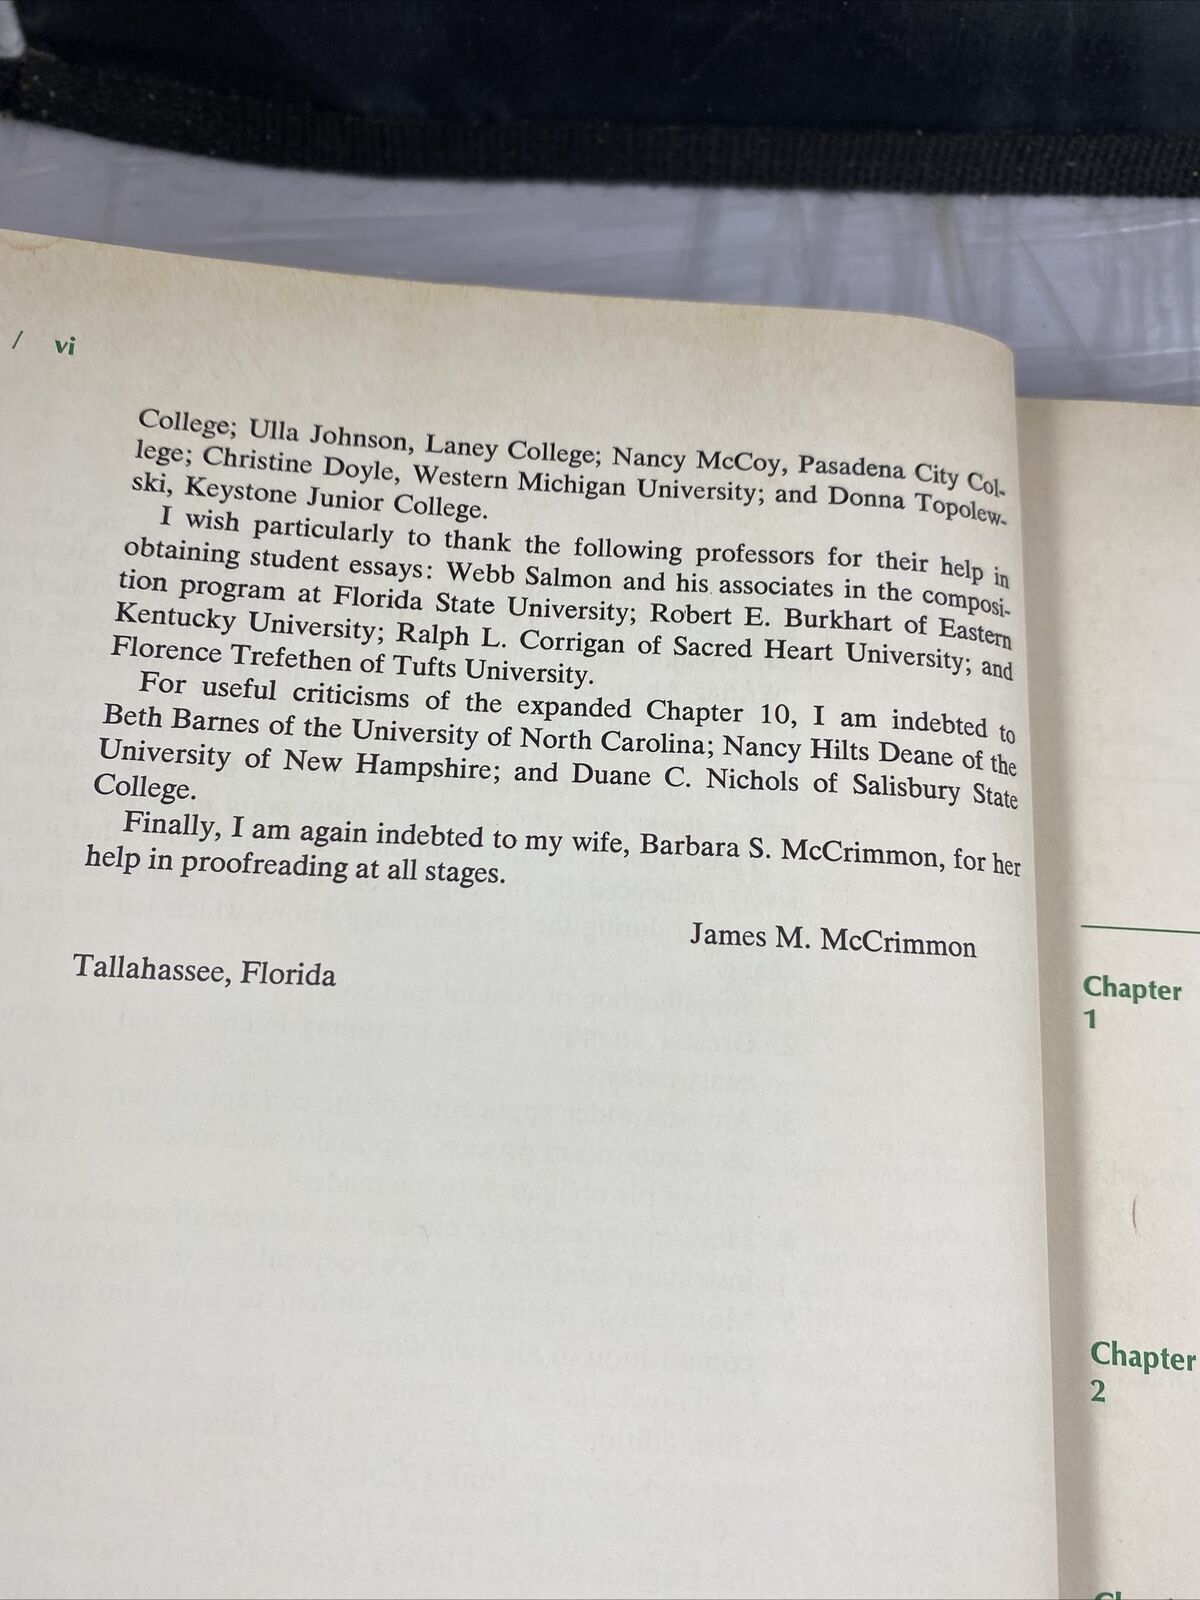 / vi
College; Ulla Johnson, Laney College; Nancy McCoy, Pasadena City Col-
lege; Christine Doyle, Western Michigan University; and Donna Topolew-
ski, Keystone Junior College.
I wish particularly to thank the following professors for their help in
obtaining student essays: Webb Salmon and his associates in the composi-
tion program at Florida State University; Robert E. Burkhart of Eastern
Kentucky University; Ralph L. Corrigan of Sacred Heart University; and
Florence Trefethen of Tufts University.
For useful criticisms of the expanded Chapter 10, I am indebted to
Beth Barnes of the University of North Carolina; Nancy Hilts Deane of the
University of New Hampshire; and Duane C. Nichols of Salisbury State
College.
Finally, I am again indebted to my wife, Barbara S. McCrimmon, for her
help in proofreading at all stages.
James M. McCrimmon
Tallahassee, Florida
Chapter
1
Chapter
2